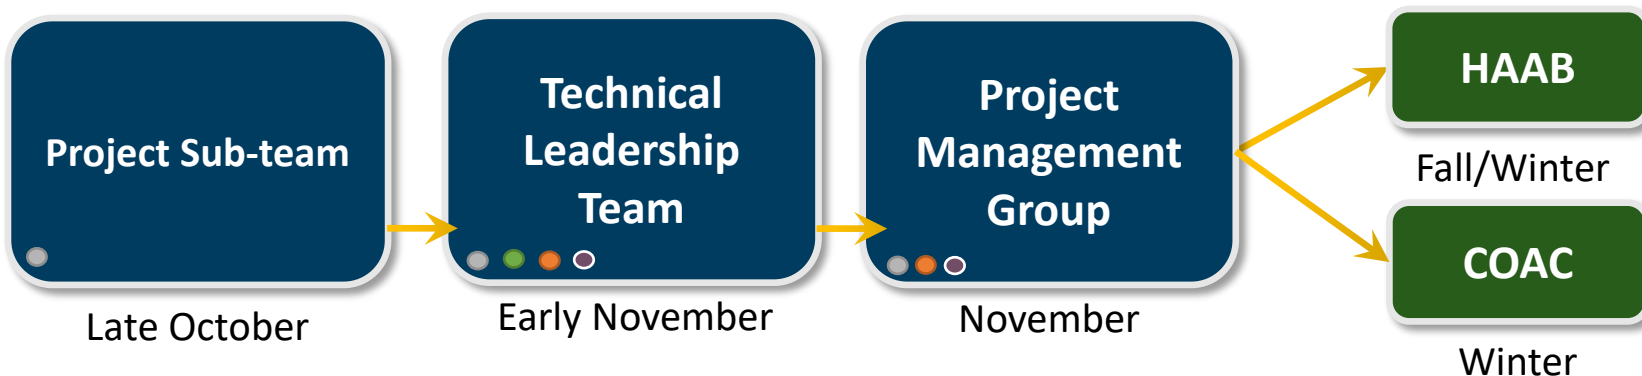 Project Sub-team
Late October
Technical
Leadership
Team
Early November
Project
Management
Group
November
HAAB
Fall/Winter
COAC
Winter